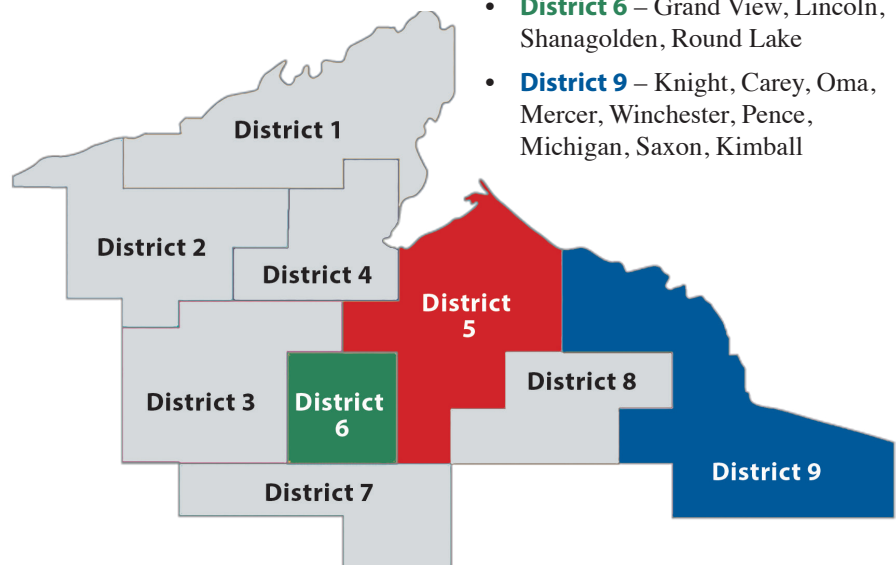 • District 6 – Grand View, Lincoln,
Shanagolden, Round Lake
• District 9 – Knight, Carey, Oma,
Mercer, Winchester, Pence,
Michigan, Saxon, Kimball
District 1
District 2
District 4
District
5
District 8
District 3
District
6
District 9
District 7